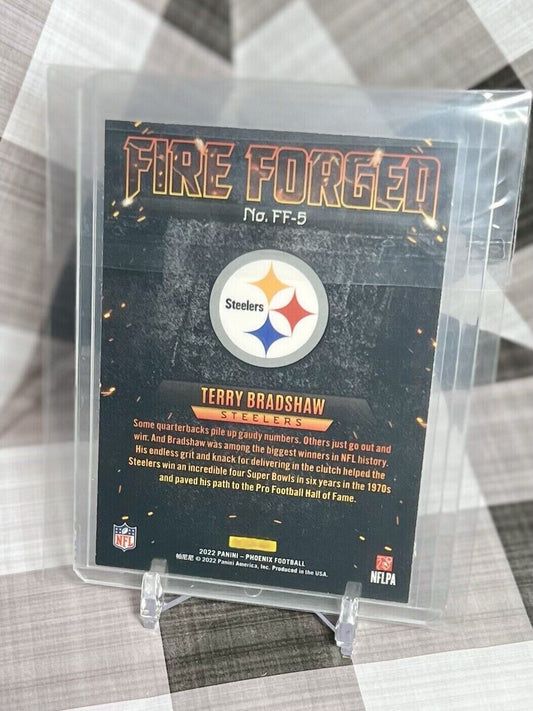 FIRE FORGED
No. FF-5
Steelers
TERRY BRADSHAW
STEELERS
Some quarterbacks pile up gaudy numbers. Others just go out and
win. And Bradshaw was among the biggest winners in NFL history.
His endless grit and knack for delivering in the clutch helped the
Steelers win an incredible four Super Bowls in six years in the 1970s
and paved his path to the Pro Football Hall of Fame.
NFL
2022 PANINI – PHOENIX FOOTBALL
帕尼尼 © 2022 Panini America, Inc. Produced in the USA.
NFLPA